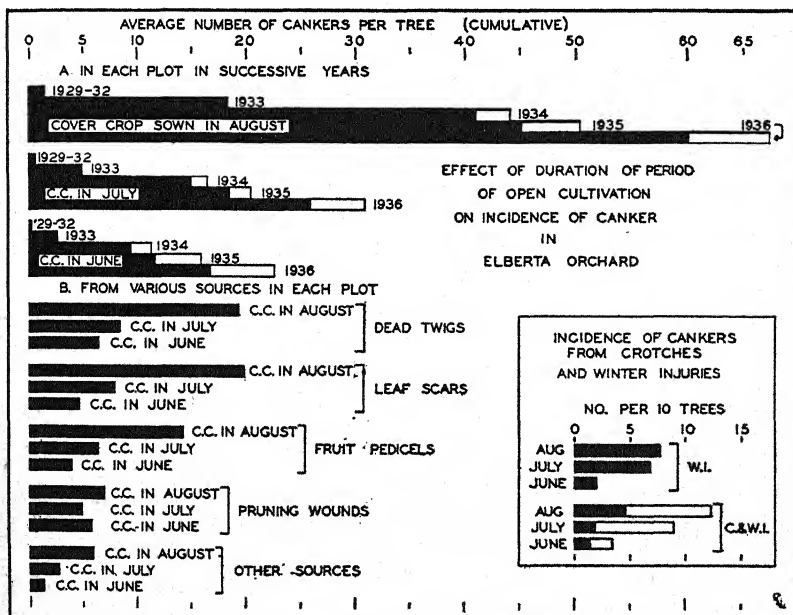 AVERAGE NUMBER OF CANKERS PER TREE (CUMULATIVE)
0 5 10 20 30 40 50 60 65
A. IN EACH PLOT IN SUCCESSIVE YEARS
1929-32
1933
1934
COVER CROP SOWN IN AUGUST
1935
1936
1929-32
1933
1934
C.C. IN JULY
1935
1936
EFFECT OF DURATION OF PERIOD
OF OPEN CULTIVATION
ON INCIDENCE OF CANKER
IN
ELBERTA ORCHARD
'29-32
1933
1934
C.C. IN JUNE
1935
1936
B. FROM VARIOUS SOURCES IN EACH PLOT
C.C. IN AUGUST
C.C. IN JULY
C.C. IN JUNE
DEAD TWIGS
C.C. IN AUGUST
C.C. IN JULY
C.C. IN JUNE
LEAF SCARS
C.C. IN AUGUST
C.C. IN JULY
C.C. IN JUNE
FRUIT PEDICELS
C.C. IN AUGUST
C.C. IN JULY
C.C. IN JUNE
PRUNING WOUNDS
C.C. IN AUGUST
C.C. IN JULY
C.C. IN JUNE
OTHER SOURCES
INCIDENCE OF CANKERS
FROM CROTCHES
AND WINTER INJURIES
NO. PER 10 TREES
0 5 10 15
AUG
JULY
JUNE
W.I.
AUG
JULY
JUNE
C.&W.I.